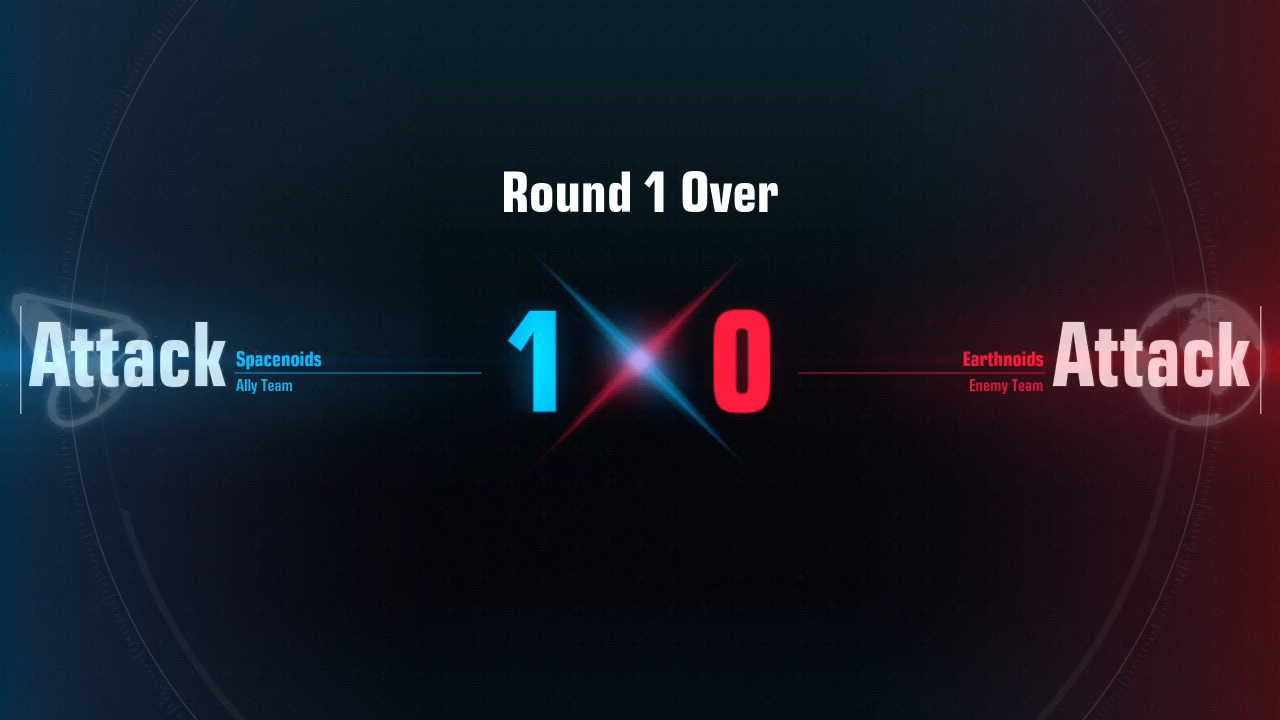 Round 1 Over
Attack
Spacenoids
Ally Team
1 0
Earthnoids
Enemy Team
Attack